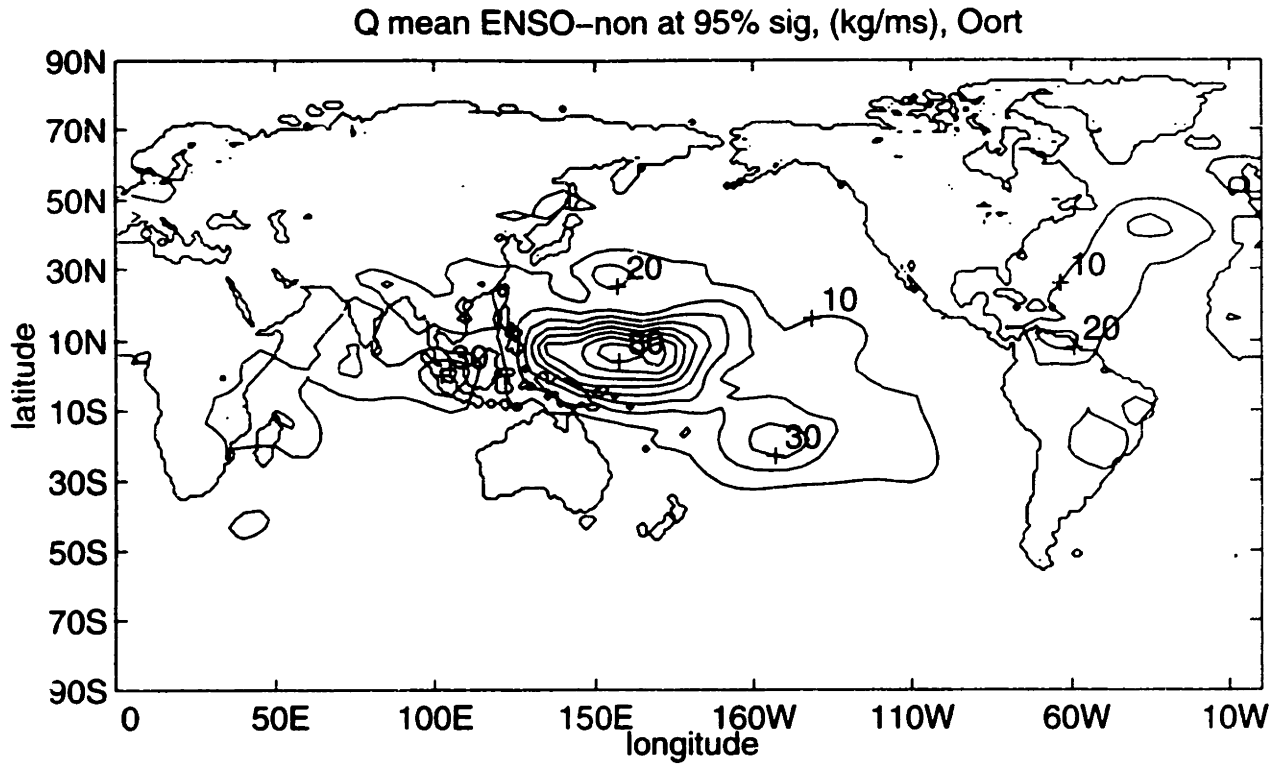 Q mean ENSO–non at 95% sig, (kg/ms), Oort
90N
70N
50N
30N
10N
10S
30S
50S
70S
90S
latitude
20
10
10
20
30
30
0 50E 100E 150E 160W 110W 60W 10W
longitude